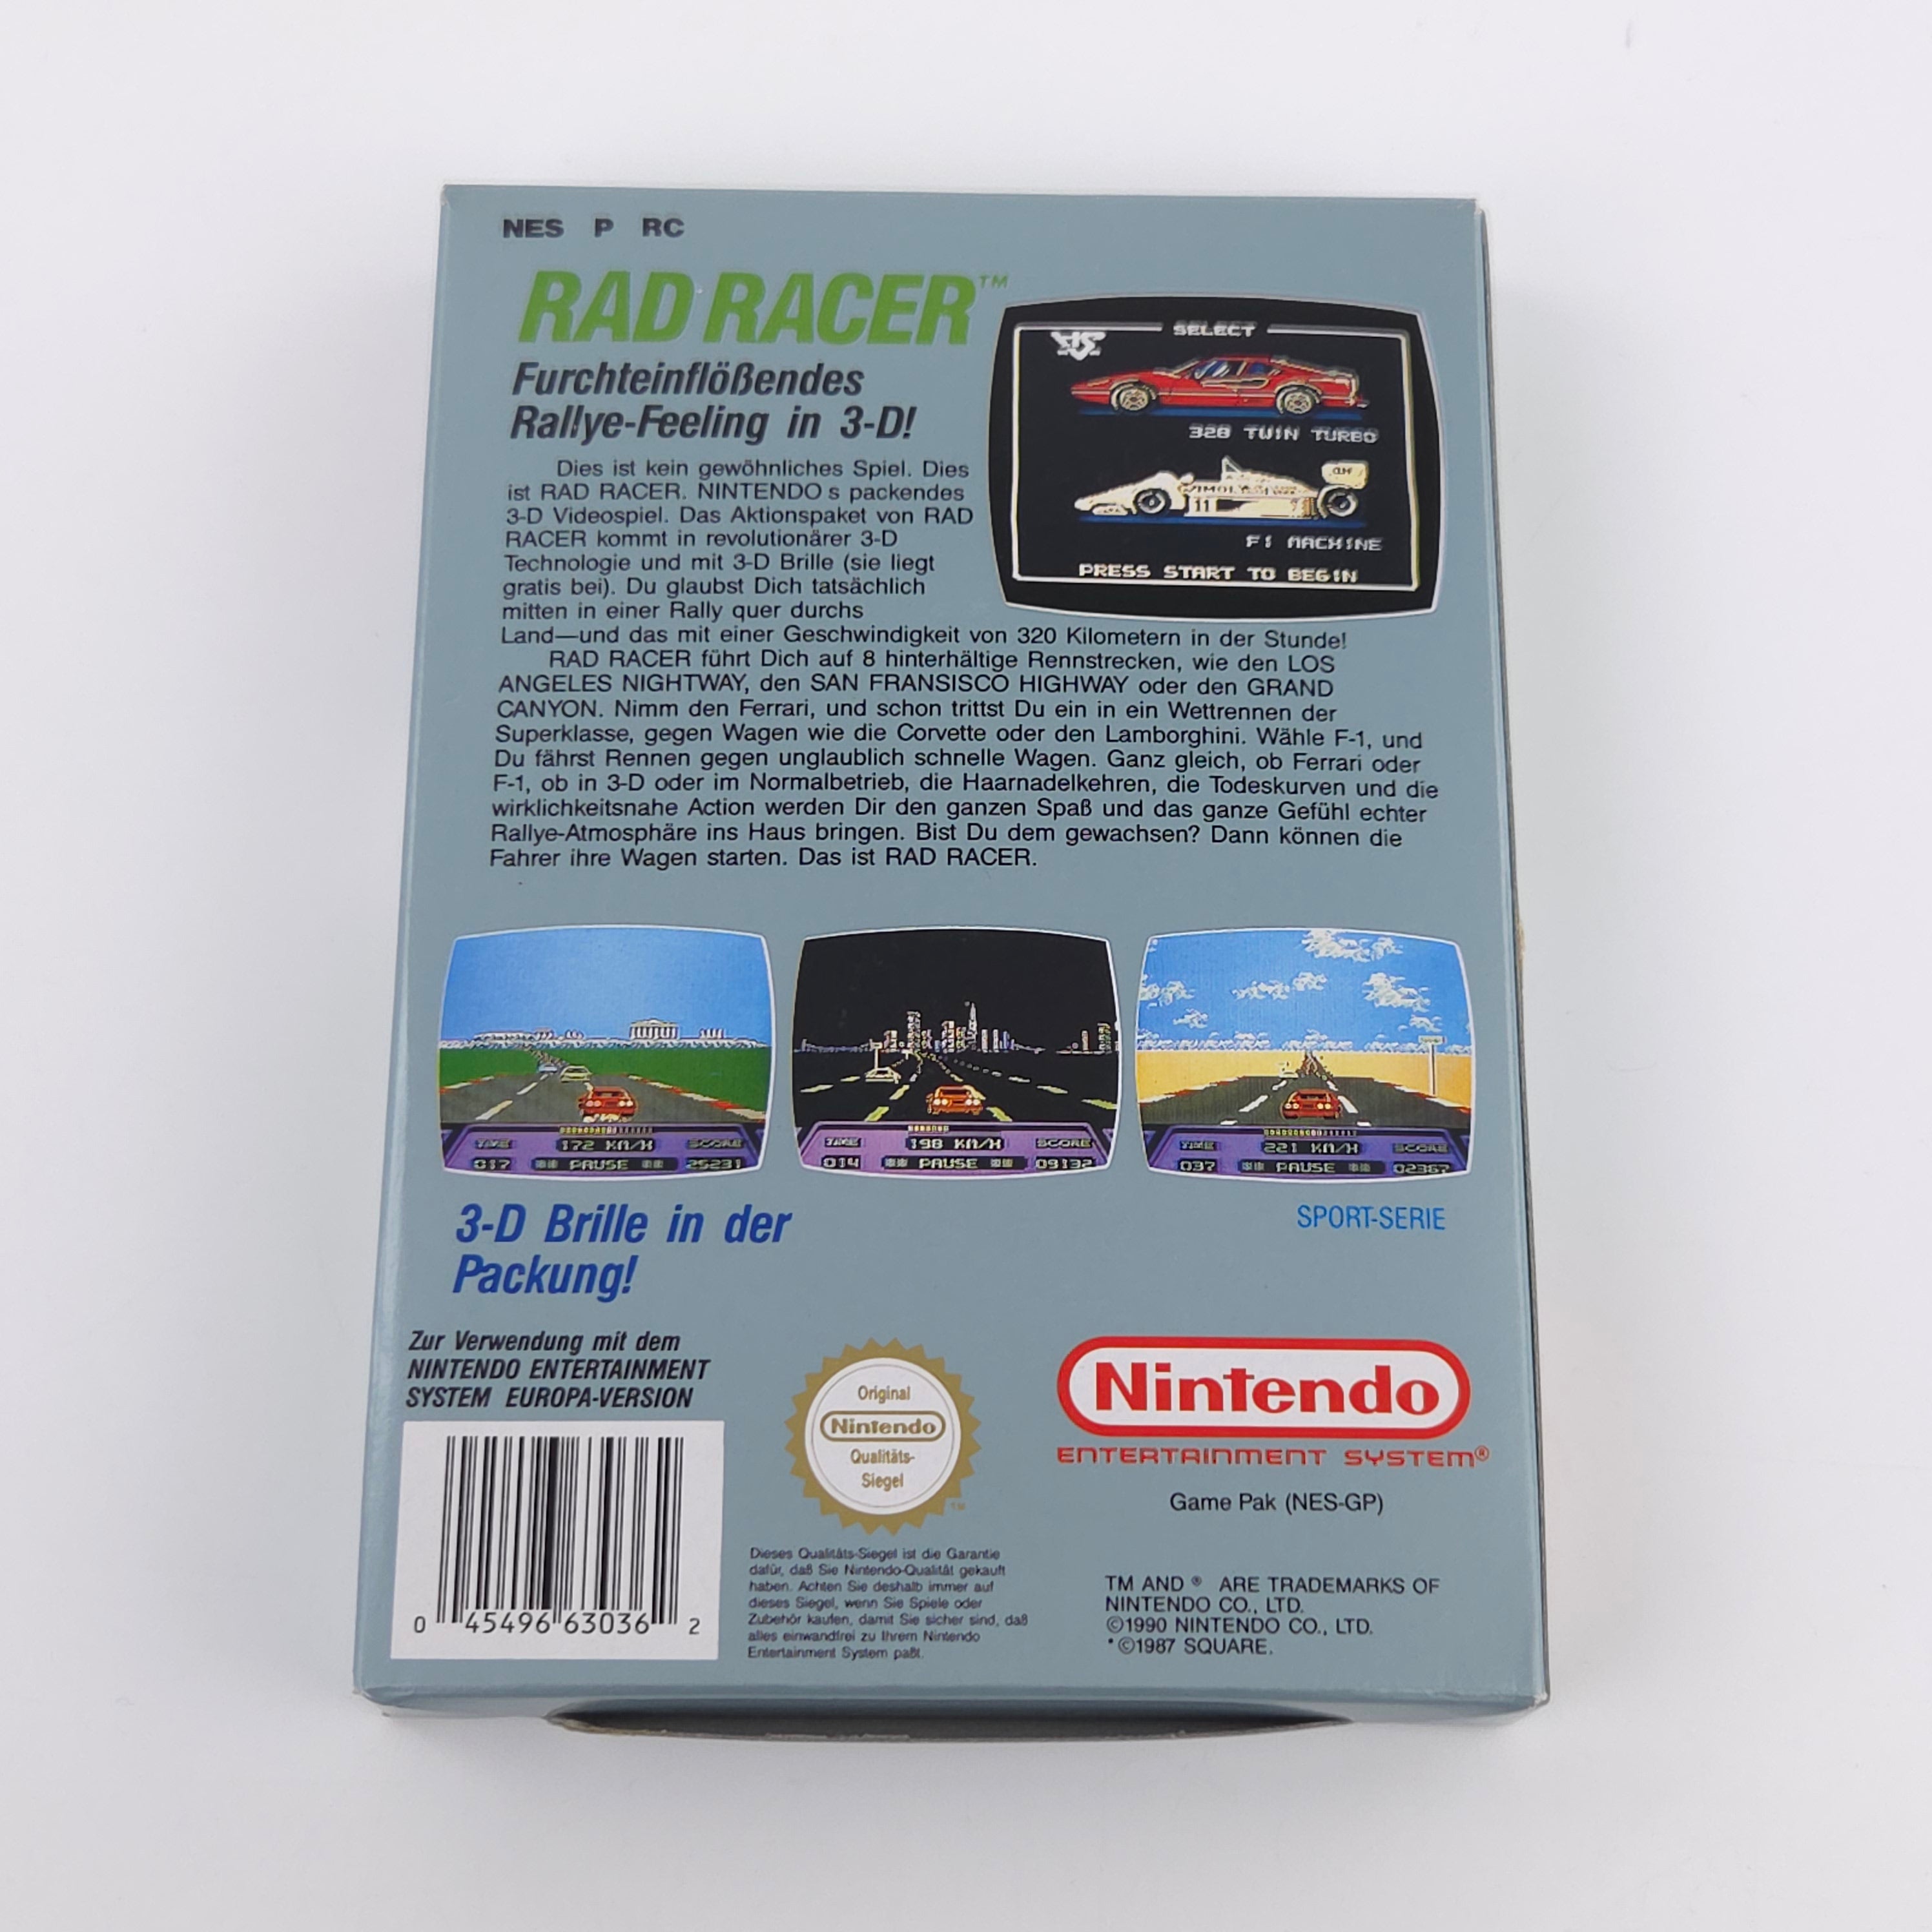 NES P RC
RAD RACER™
Furchteinflößendes
Rallye-Feeling in 3-D!
Dies ist kein gewöhnliches Spiel. Dies
ist RAD RACER. NINTENDO s packendes
3-D Videospiel. Das Aktionspaket von RAD
RACER kommt in revolutionärer 3-D
Technologie und mit 3-D Brille (sie liegt
gratis bei). Du glaubst Dich tatsächlich
mitten in einer Rally quer durchs
Land—und das mit einer Geschwindigkeit von 320 Kilometern in der Stunde!
RAD RACER führt Dich auf 8 hinterhältige Rennstrecken, wie den LOS
ANGELES NIGHTWAY, den SAN FRANSISCO HIGHWAY oder den GRAND
CANYON. Nimm den Ferrari, und schon trittst Du ein in ein Wettrennen der
Superklasse, gegen Wagen wie die Corvette oder den Lamborghini. Wähle F-1, und
Du fährst Rennen gegen unglaublich schnelle Wagen. Ganz gleich, ob Ferrari oder
F-1, ob in 3-D oder im Normalbetrieb, die Haarnadelkehren, die Todeskurven und die
wirklichkeitsnahe Action werden Dir den ganzen Spaß und das ganze Gefühl echter
Rallye-Atmosphäre ins Haus bringen. Bist Du dem gewachsen? Dann können die
Fahrer ihre Wagen starten. Das ist RAD RACER.
SELECT
328 TWIN TURBO
11
F1 MACHINE
PRESS START TO BEGIN
TIME 172 KM/H SCORE
017 PAUSE 25231
TIME 198 KM/H SCORE
014 PAUSE 09132
TIME 221 KM/H SCORE
037 PAUSE 02367
3-D Brille in der
Packung!
SPORT-SERIE
Zur Verwendung mit dem
NINTENDO ENTERTAINMENT
SYSTEM EUROPA-VERSION
0 45496 63036 2
Original
Nintendo
Qualitäts-
Siegel
TM
Dieses Qualitäts-Siegel ist die Garantie
dafür, daß Sie Nintendo-Qualität gekauft
haben. Achten Sie deshalb immer auf
dieses Siegel, wenn Sie Spiele oder
Zubehör kaufen, damit Sie sicher sind, daß
alles einwandfrei zu Ihrem Nintendo
Entertainment System paßt.
Nintendo
ENTERTAINMENT SYSTEM®
Game Pak (NES-GP)
TM AND ® ARE TRADEMARKS OF
NINTENDO CO., LTD.
©1990 NINTENDO CO., LTD.
*©1987 SQUARE.